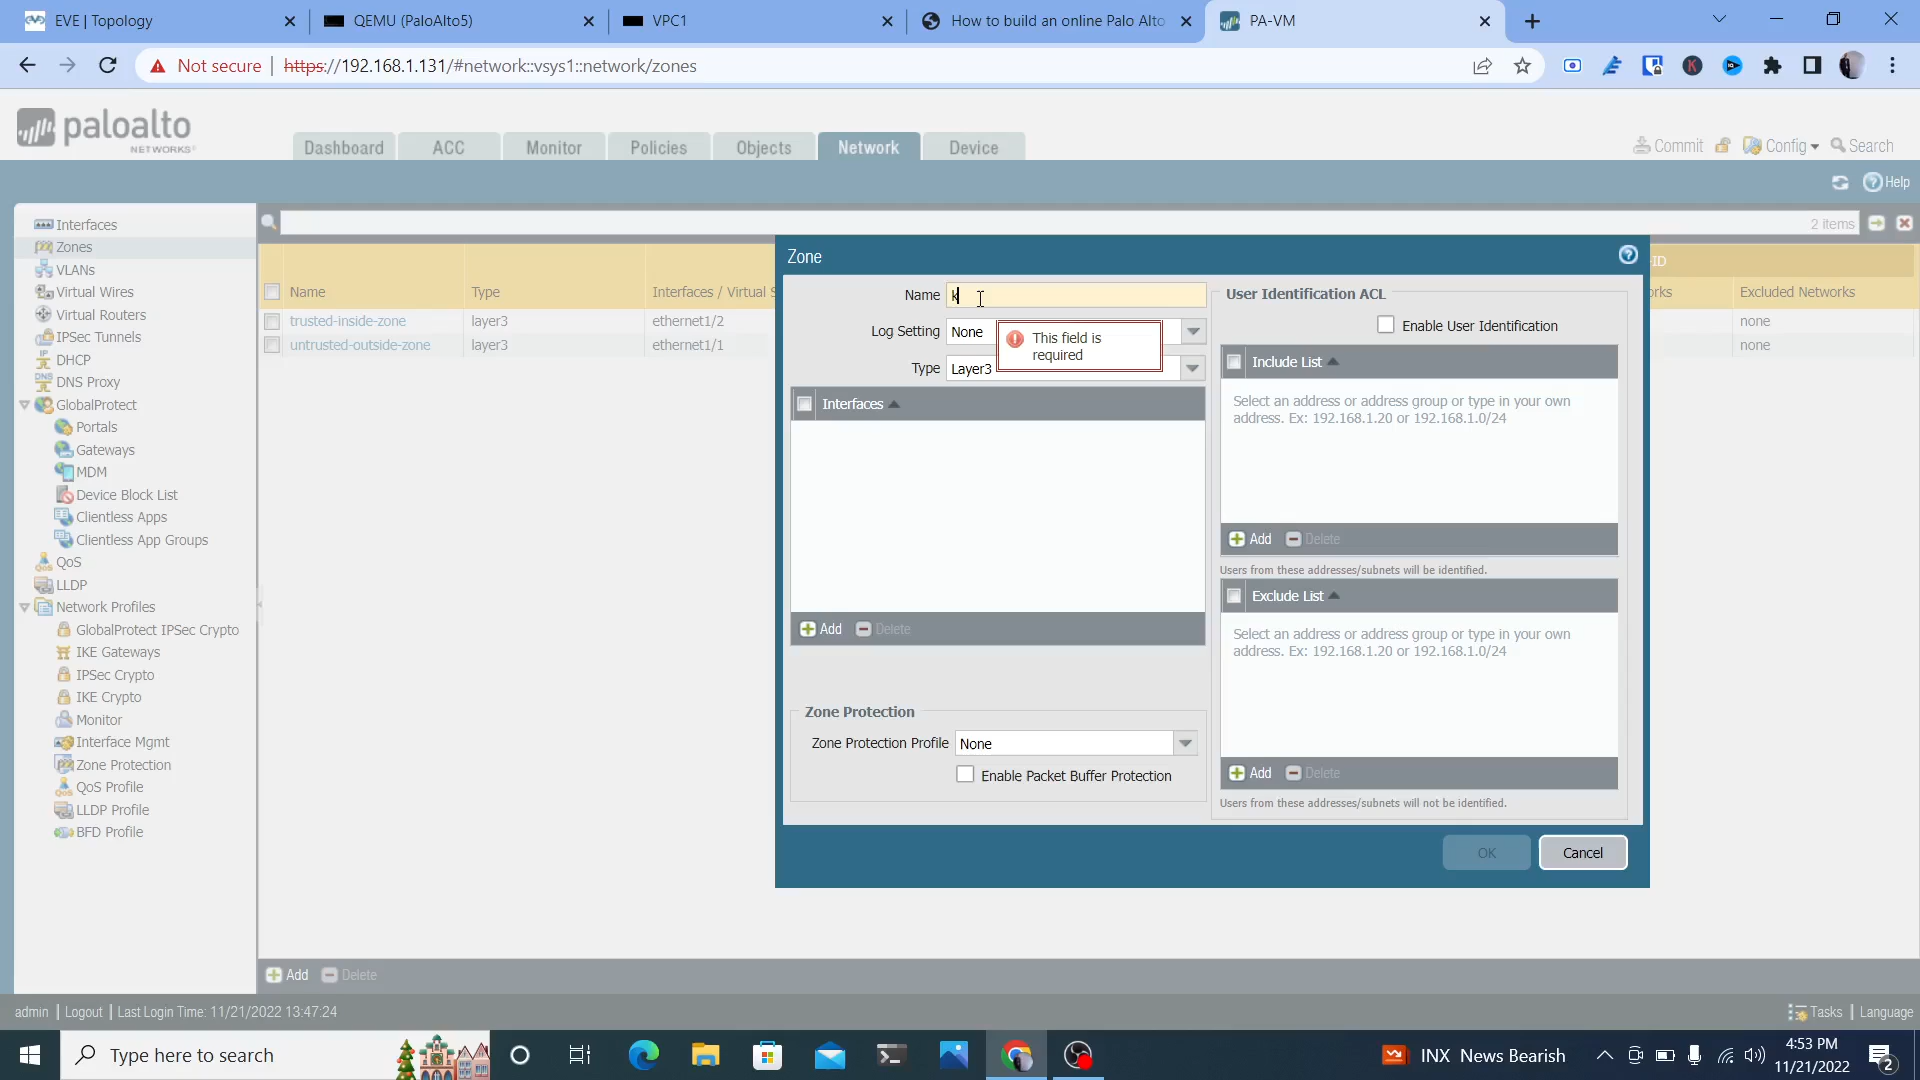 EVE | Topology
QEMU (PaloAlto5)
VPC1
How to build an online Palo Alto
PA-VM
Not secure | https://192.168.1.131/#network::vsys1::network/zones
paloalto
NETWORKS
Dashboard
ACC
Monitor
Policies
Objects
Network
Device
Commit
Config
Search
Help
Interfaces
Zones
VLANs
Virtual Wires
Virtual Routers
IPSec Tunnels
DHCP
DNS Proxy
GlobalProtect
Portals
Gateways
MDM
Device Block List
Clientless Apps
Clientless App Groups
QoS
LLDP
Network Profiles
GlobalProtect IPSec Crypto
IKE Gateways
IPSec Crypto
IKE Crypto
Monitor
Interface Mgmt
Zone Protection
QoS Profile
LLDP Profile
BFD Profile
2 items
Name
Type
Interfaces / Virtual S
-ID
rks
Excluded Networks
trusted-inside-zone
layer3
ethernet1/2
none
untrusted-outside-zone
layer3
ethernet1/1
none
Zone
Name
k
Log Setting
None
This field is
required
Type
Layer3
Interfaces
Add
Delete
Zone Protection
Zone Protection Profile
None
Enable Packet Buffer Protection
User Identification ACL
Enable User Identification
Include List
Select an address or address group or type in your own
address. Ex: 192.168.1.20 or 192.168.1.0/24
Add
Delete
Users from these addresses/subnets will be identified.
Exclude List
Select an address or address group or type in your own
address. Ex: 192.168.1.20 or 192.168.1.0/24
Add
Delete
Users from these addresses/subnets will not be identified.
OK
Cancel
Add
Delete
admin | Logout | Last Login Time: 11/21/2022 13:47:24
Tasks | Language
Type here to search
INX News Bearish
4:53 PM
11/21/2022
2